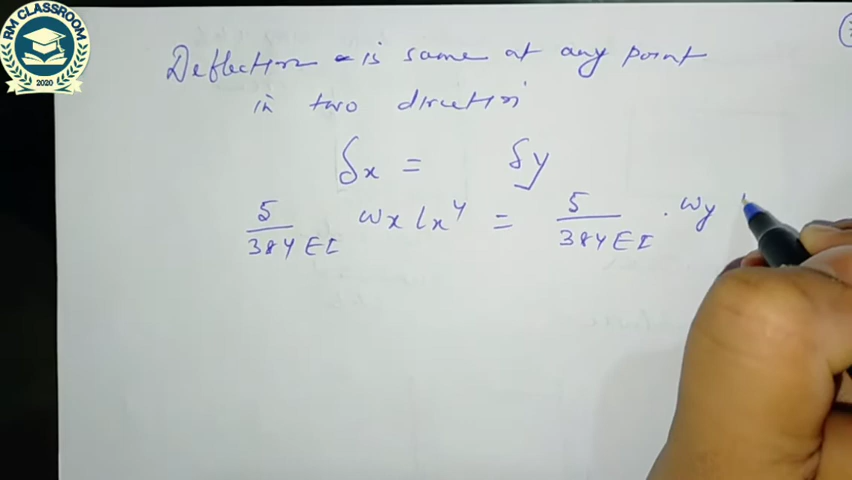 RM CLASSROOM
2020
Deflection is same at any point
in two direction
δx = δy
5/384EI wx lx^4 = 5/384EI . wy